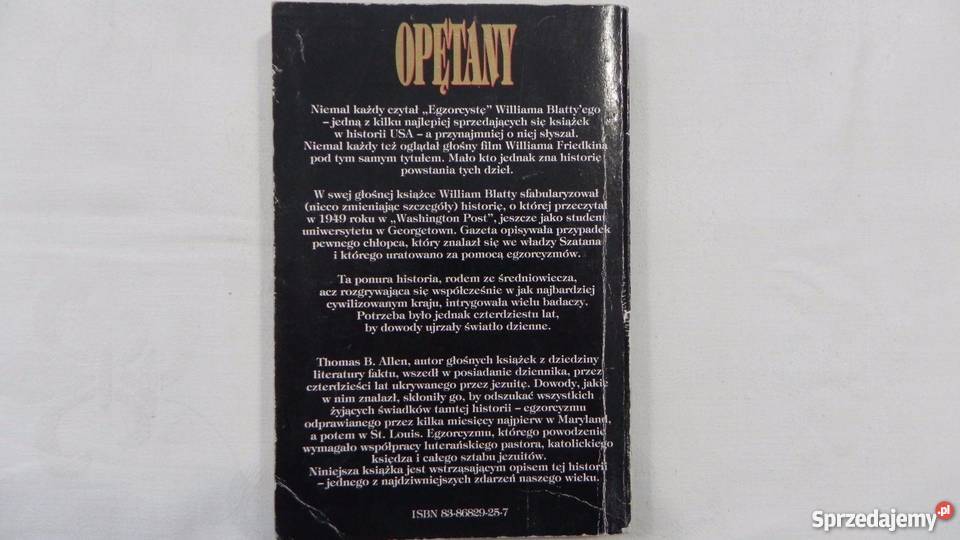 OPĘTANY
Niemal każdy czytał „Egzorcystę” Williama Blatty'ego
– jedną z kilku najlepiej sprzedających się książek
w historii USA – a przynajmniej o niej słyszał.
Niemal każdy też oglądał głośny film Williama Friedkina
pod tym samym tytułem. Mało kto jednak zna historię
powstania tych dzieł.
W swej głośnej książce William Blatty sfabularyzował
(nieco zmieniając szczegóły) historię, o której przeczytał
w 1949 roku w „Washington Post”, jeszcze jako student
uniwersytetu w Georgetown. Gazeta opisywała przypadek
pewnego chłopca, który znalazł się we władzy Szatana
i którego uratowano za pomocą egzorcyzmów.
Ta ponura historia, rodem ze średniowiecza,
acz rozgrywająca się współcześnie w jak najbardziej
cywilizowanym kraju, intrygowała wielu badaczy.
Potrzeba było jednak czterdziestu lat,
by dowody ujrzały światło dzienne.
Thomas B. Allen, autor głośnych książek z dziedziny
literatury faktu, wszedł w posiadanie dziennika, przez
czterdzieści lat ukrywanego przez jezuitę. Dowody, jakie
w nim znalazł, skłoniły go, by odszukać wszystkich
żyjących świadków tamtej historii – egzorcyzmu
odprawianego przez kilka miesięcy najpierw w Maryland,
a potem w St. Louis. Egzorcyzmu, którego powodzenie
wymagało współpracy luterańskiego pastora, katolickiego
księdza i całego sztabu jezuitów.
Niniejsza książka jest wstrząsającym opisem tej historii
– jednego z najdziwniejszych zdarzeń naszego wieku.
ISBN 83-86829-25-7
Sprzedajemy.pl